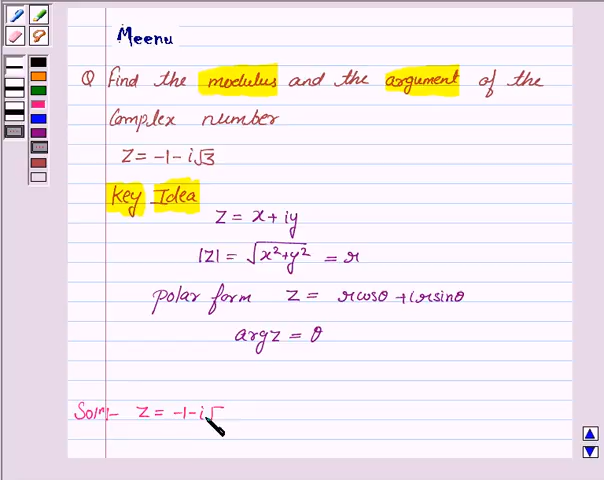 Meenu
Q Find the modulus and the argument of the
Complex number
Z = -1 - i√3
Key Idea
Z = x + iy
|Z| = √x²+y² = r
polar form Z = rcosθ + irsinθ
argz = θ
Soln- Z = -1 - i√